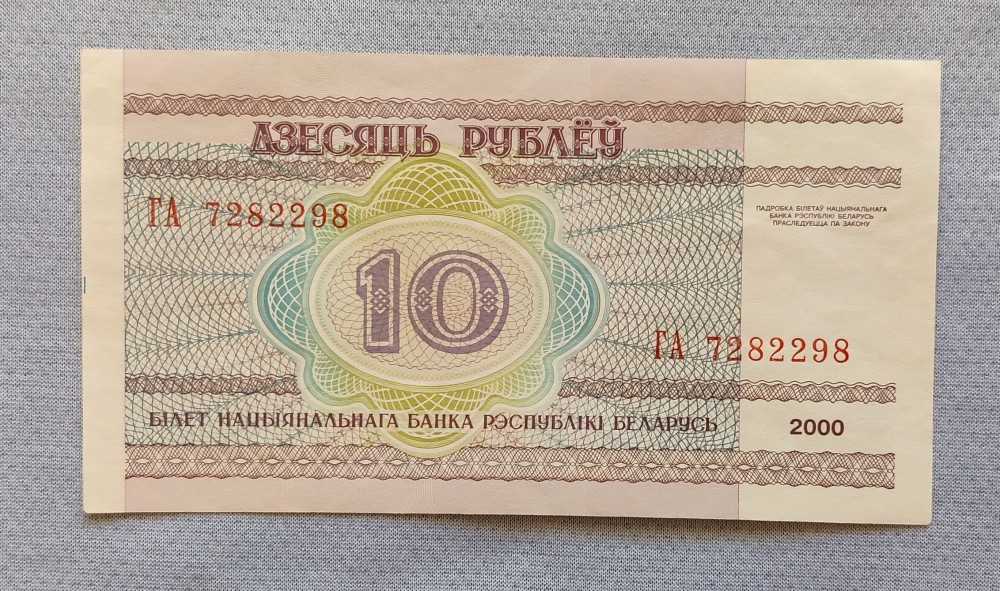 ДЗЕСЯЦЬ РУБЛЁЎ
ГА 7282298
ПАДРОБКА БІЛЕТАЎ НАЦЫЯНАЛЬНАГА
БАНКА РЭСПУБЛІКІ БЕЛАРУСЬ
ПРАСЛЕДУЕЦЦА ПА ЗАКОНУ
10
ГА 7282298
БІЛЕТ НАЦЫЯНАЛЬНАГА БАНКА РЭСПУБЛІКІ БЕЛАРУСЬ
2000